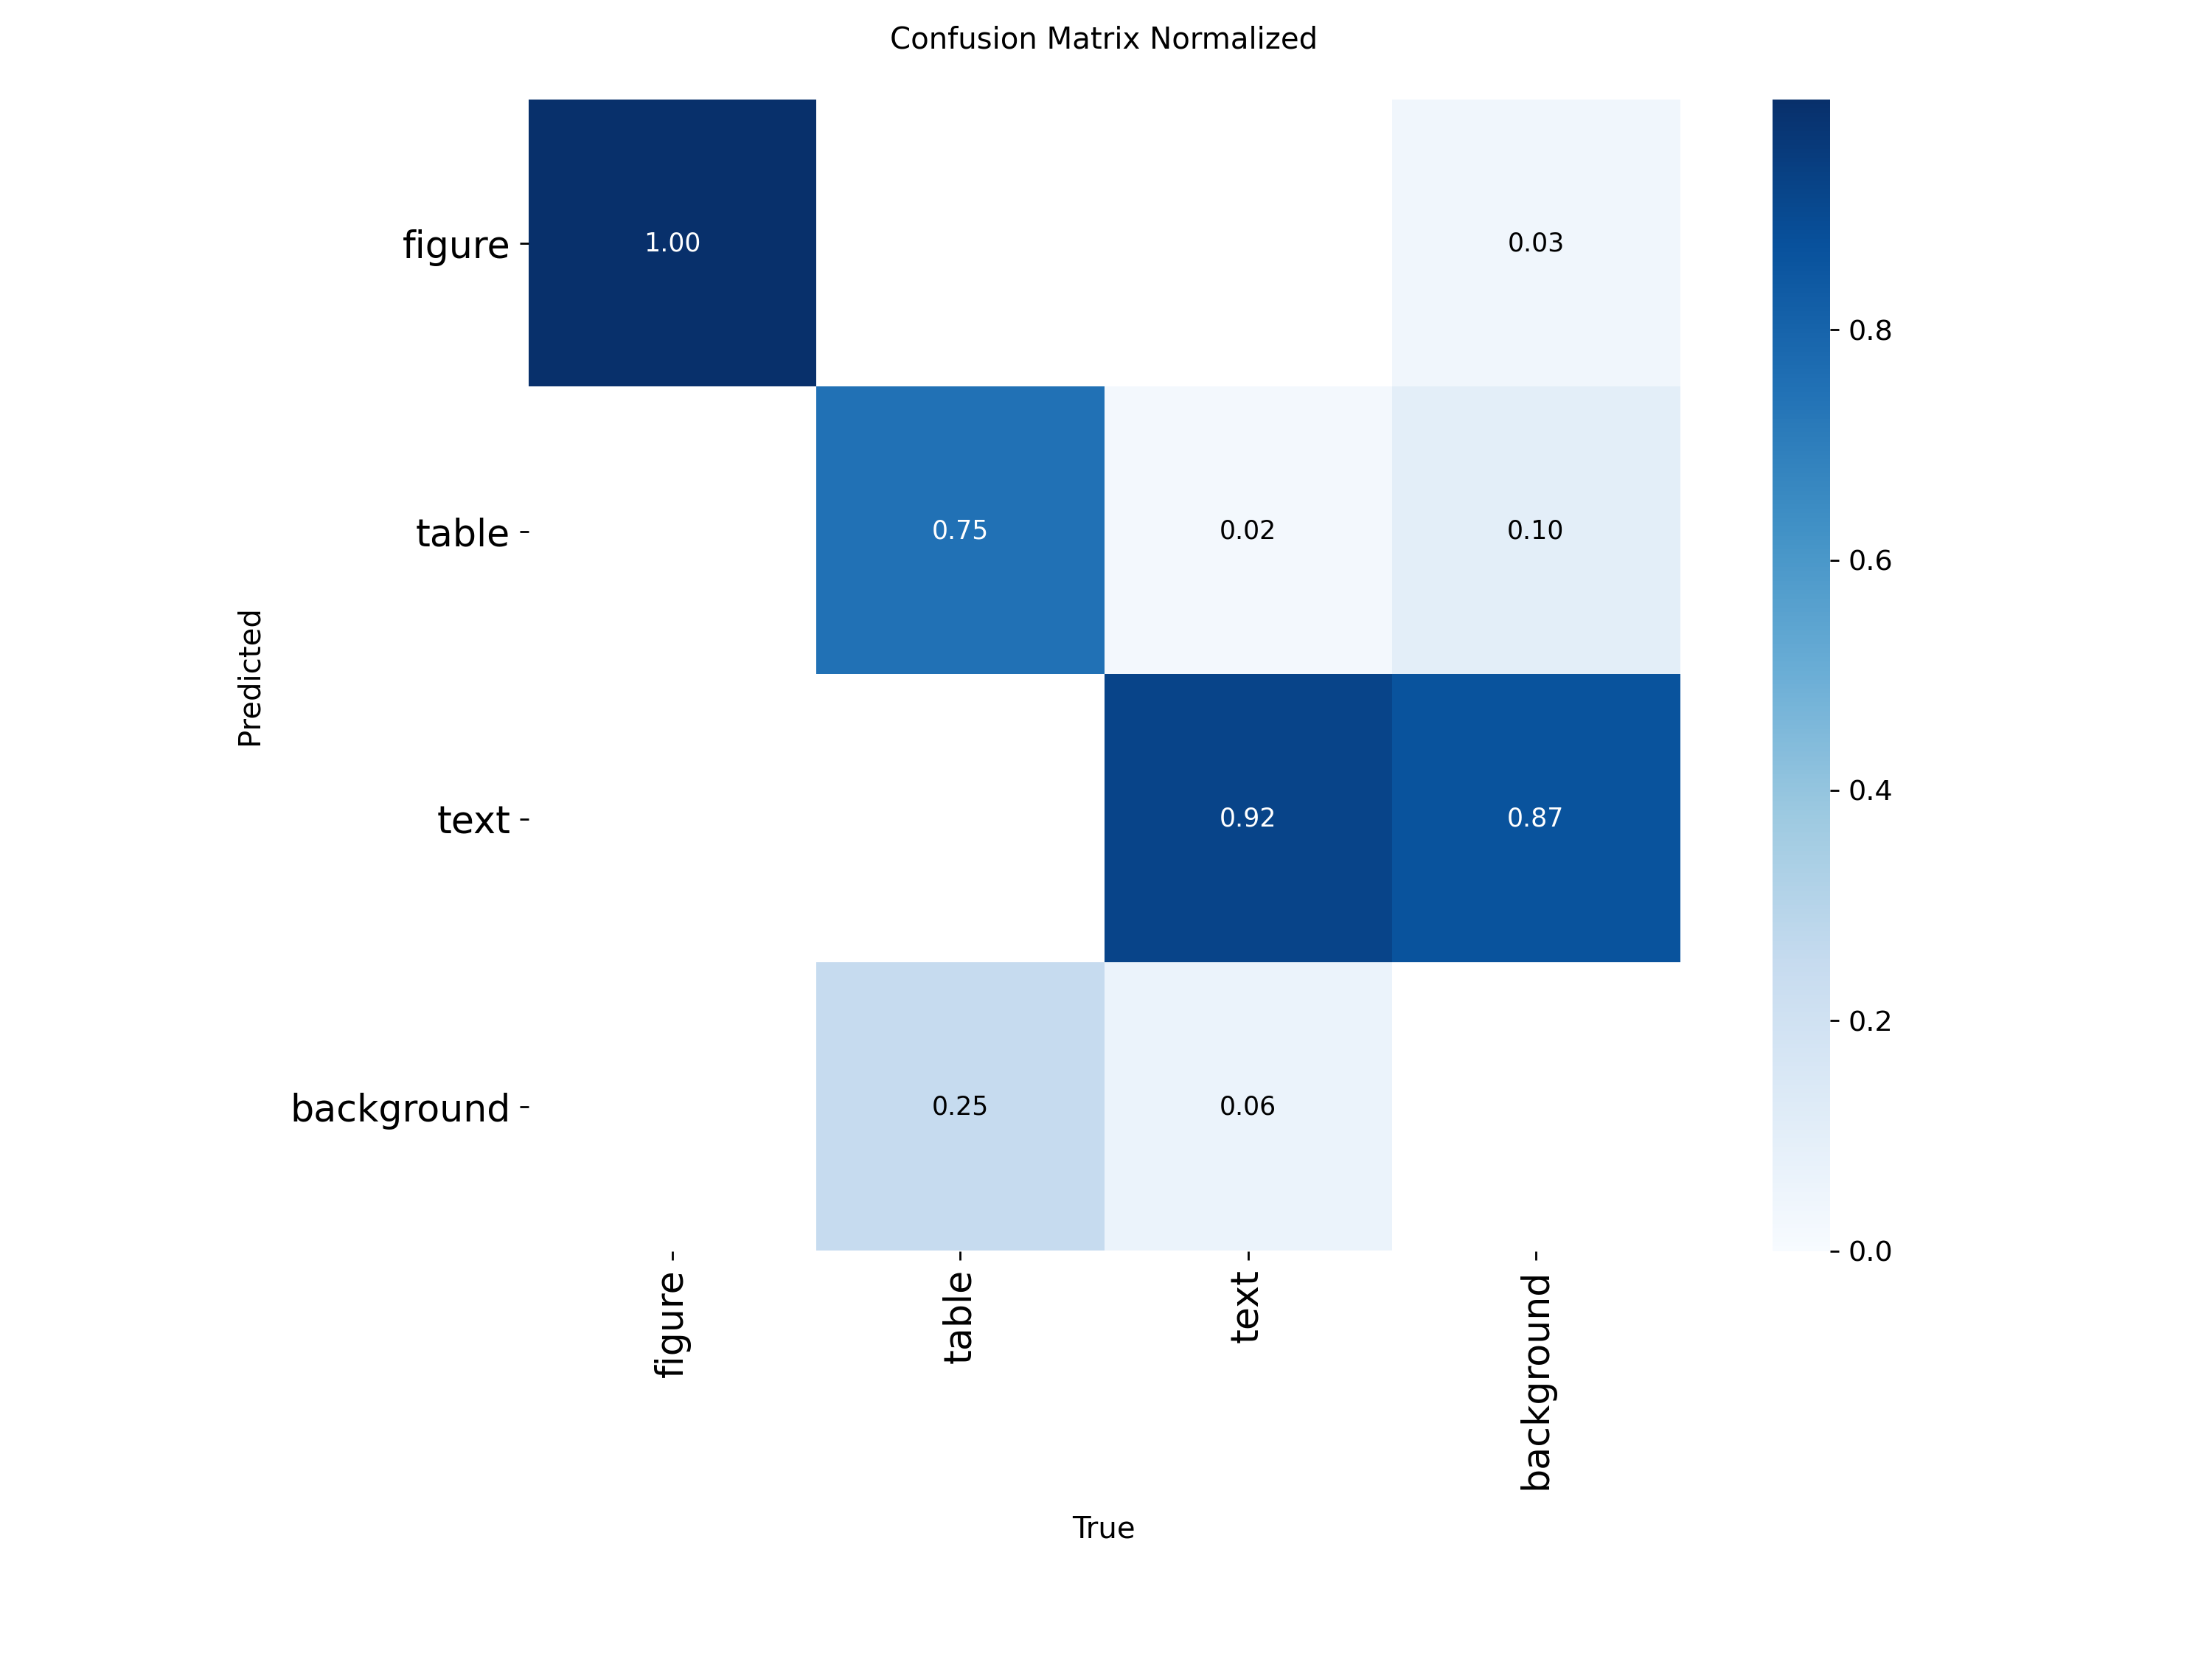 Confusion Matrix Normalized
figure
1.00
0.03
0.8
table
0.75
0.02
0.10
0.6
Predicted
text
0.92
0.87
0.4
background
0.25
0.06
0.2
0.0
figure
table
text
background
True